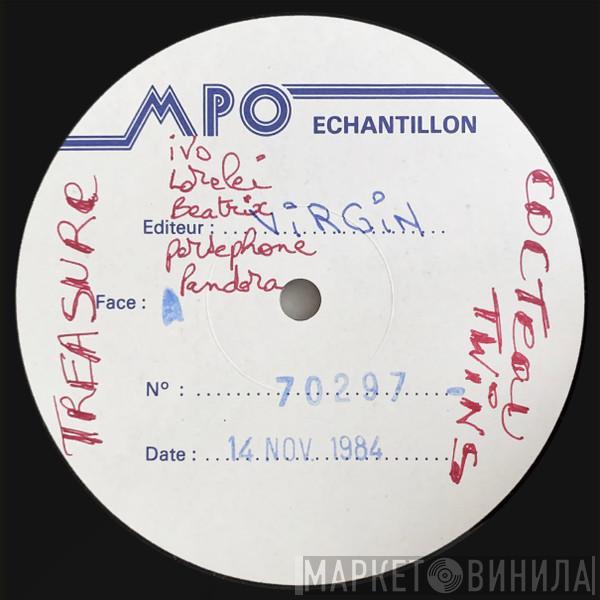 MPO ECHANTILLON
ivo
Lorelei
Beatrix
Editeur : VIRGiN
persephone
Pandora
Face : A
TREASURE
COCTEAU
TWiNS
Nº : 70297 -
Date : 14 NOV. 1984
МАРКЕТ ВИНИЛА